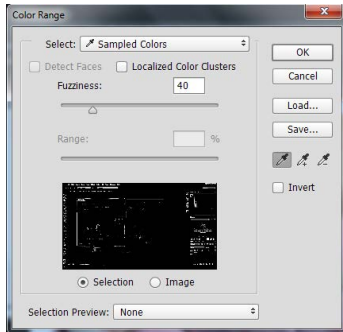 Color Range
Select: Sampled Colors
Detect Faces Localized Color Clusters
Fuzziness: 40
Range: %
Selection Image
Selection Preview: None
OK
Cancel
Load...
Save...
Invert